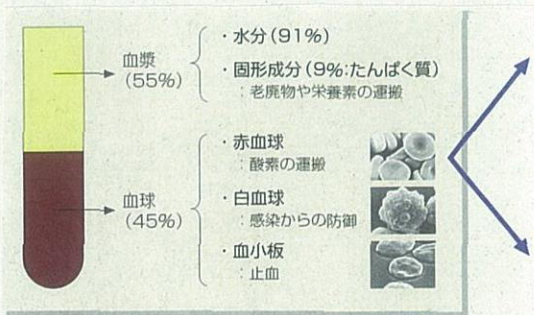 血漿
(55%)
・水分(91%)
・固形成分(9%:たんぱく質)
:老廃物や栄養素の運搬
血球
(45%)
・赤血球
:酸素の運搬
・白血球
:感染からの防御
・血小板
:止血